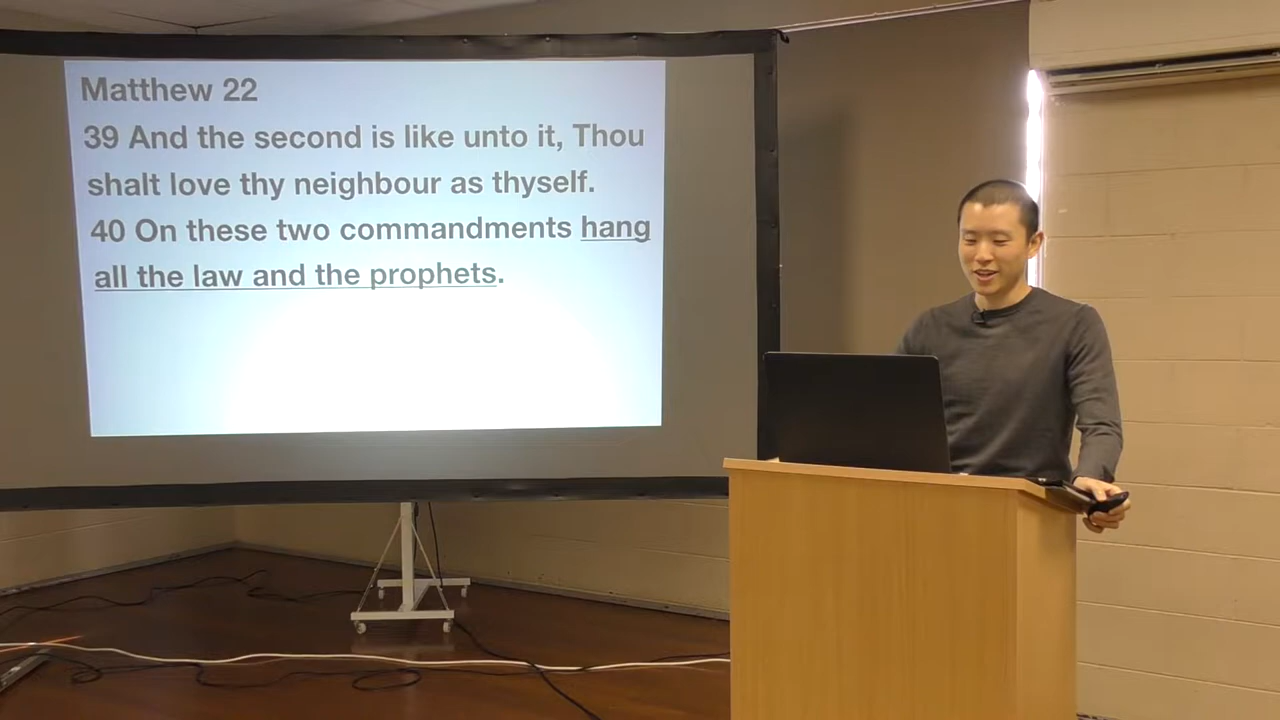 Matthew 22
39 And the second is like unto it, Thou
shalt love thy neighbour as thyself.
40 On these two commandments hang
all the law and the prophets.